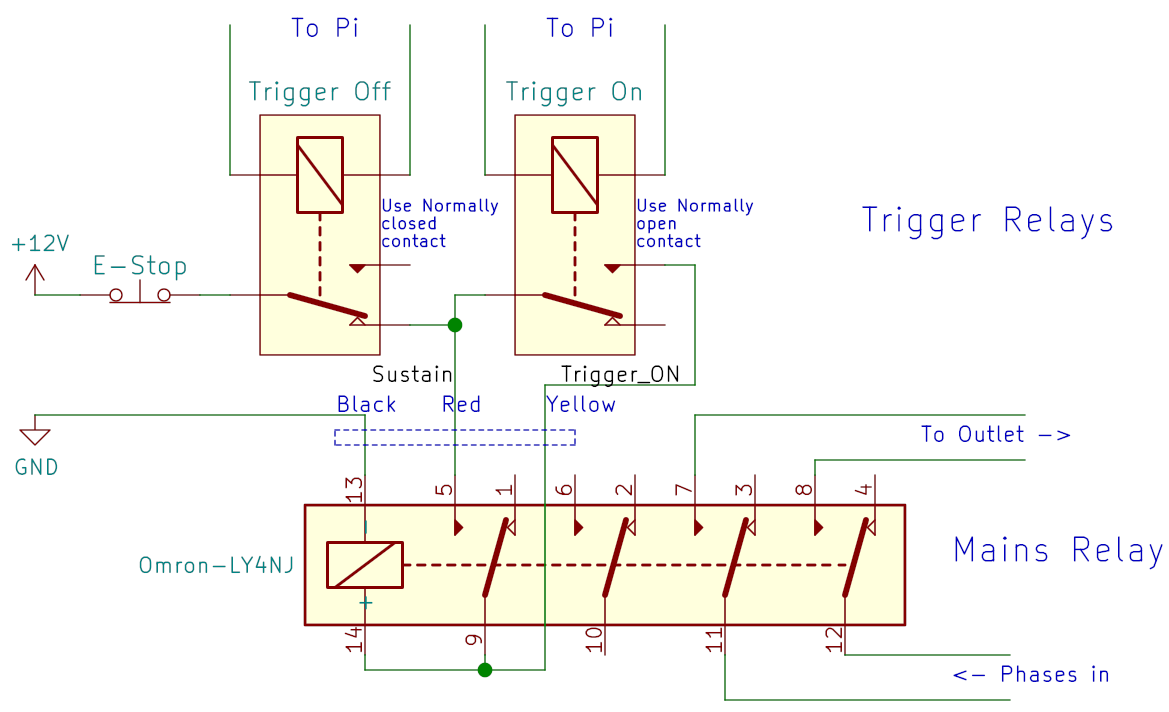 To Pi
To Pi
Trigger Off
Trigger On
Use Normally
closed
contact
Use Normally
open
contact
Trigger Relays
+12V
E-Stop
Sustain
Trigger_ON
Black
Red
Yellow
To Outlet ->
GND
13
5
1
6
2
7
3
8
4
-
Omron-LY4NJ
Mains Relay
+
14
9
10
11
12
<- Phases in